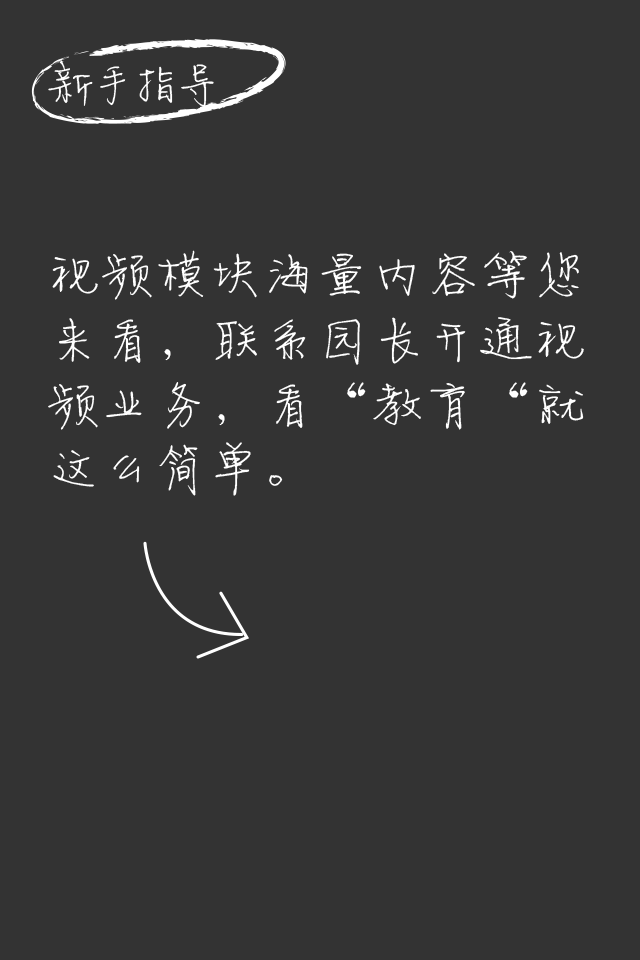 新手指导
视频模块海量内容等您
来看，联系园长开通视
频业务，看“教育“就
这么简单。